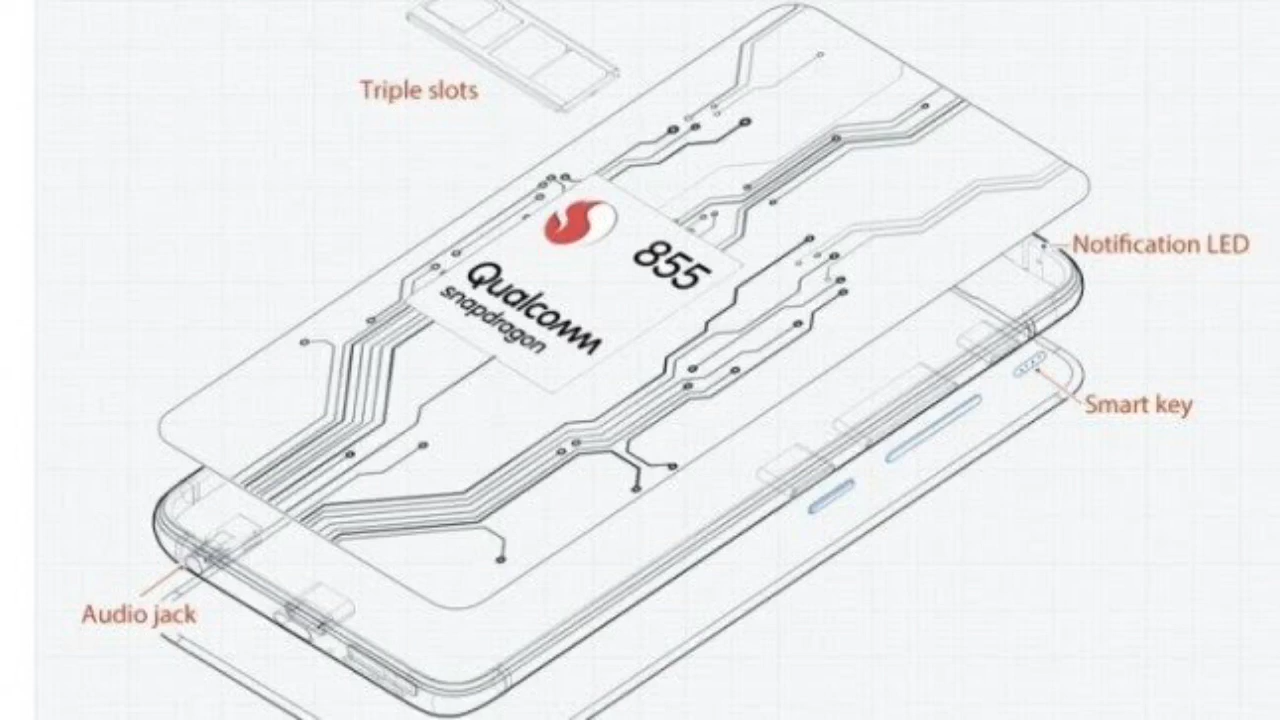 Triple slots
855
Qualcomm
snapdragon
Notification LED
Smart key
Audio jack